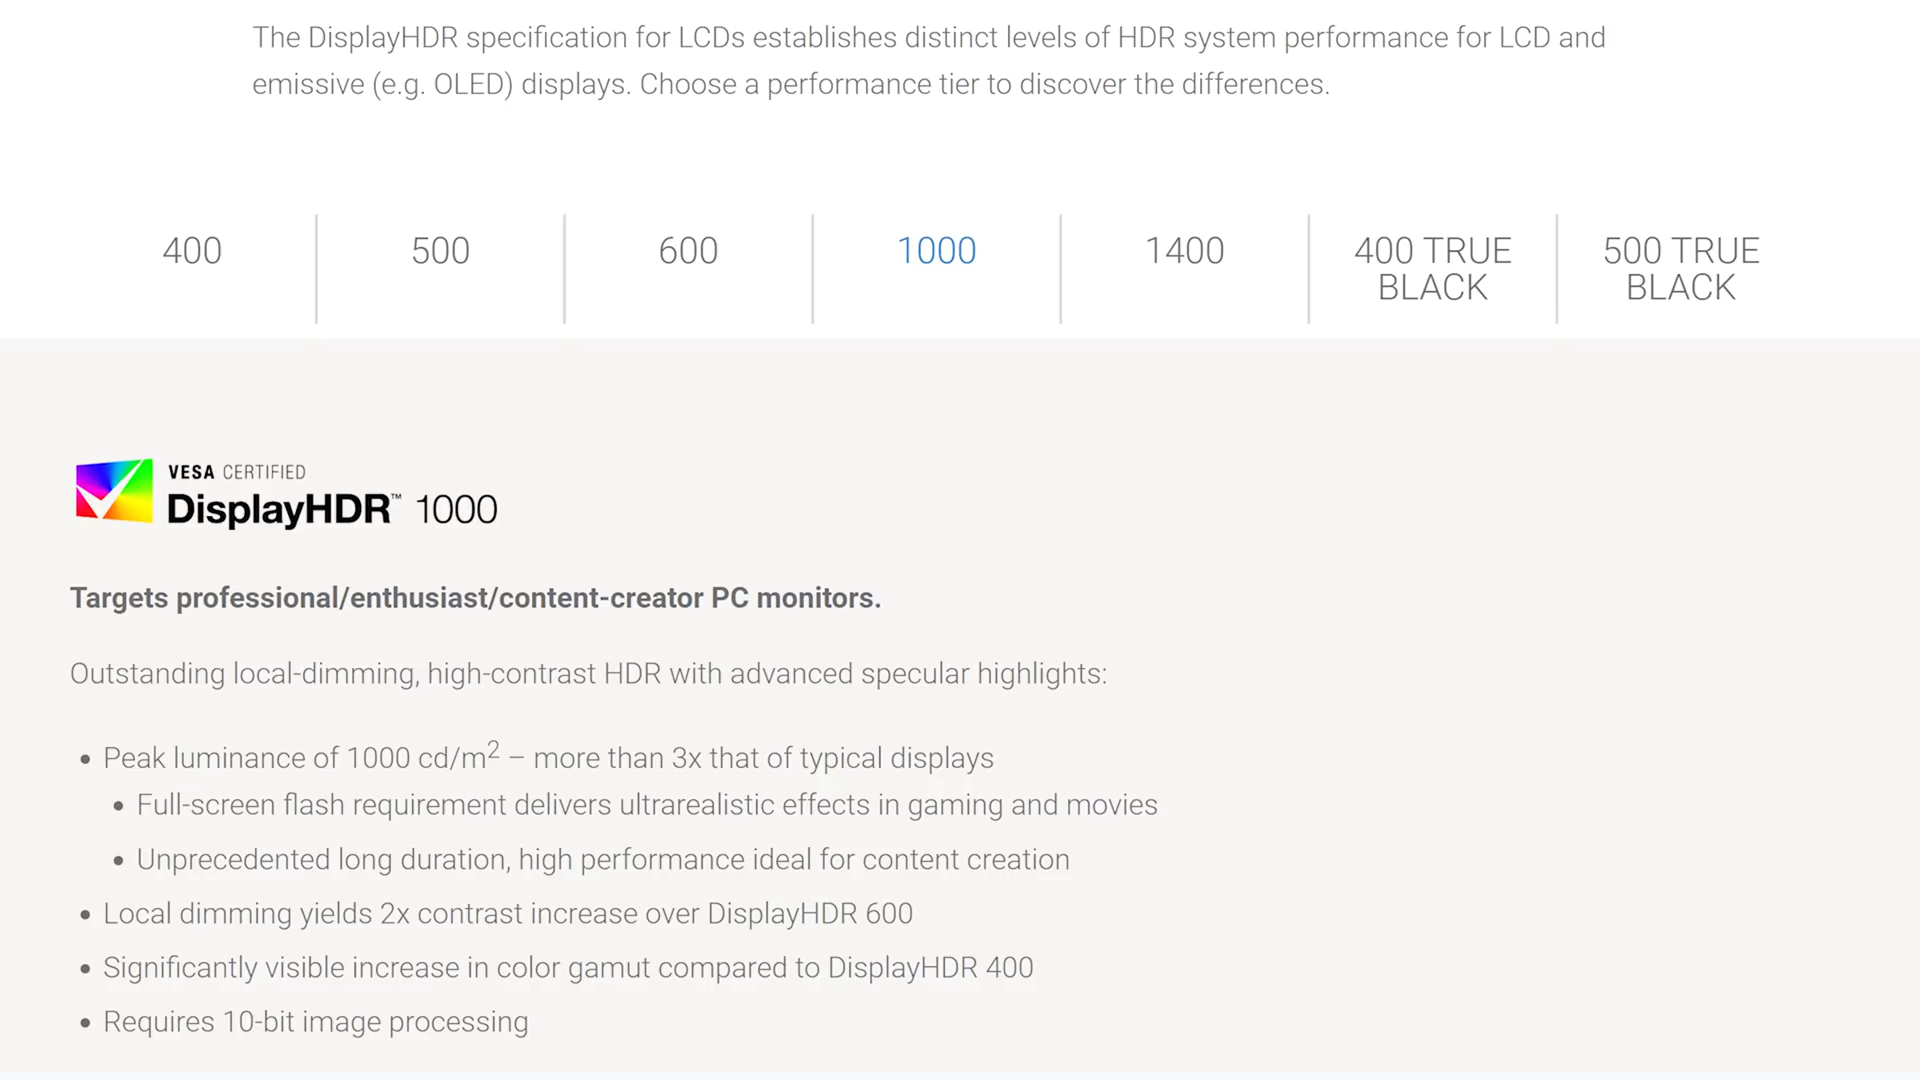 The DisplayHDR specification for LCDs establishes distinct levels of HDR system performance for LCD and
emissive (e.g. OLED) displays. Choose a performance tier to discover the differences.
400
500
600
1000
1400
400 TRUE
BLACK
500 TRUE
BLACK
VESA CERTIFIED
DisplayHDR™ 1000
Targets professional/enthusiast/content-creator PC monitors.
Outstanding local-dimming, high-contrast HDR with advanced specular highlights:
• Peak luminance of 1000 cd/m² – more than 3x that of typical displays
• Full-screen flash requirement delivers ultrarealistic effects in gaming and movies
• Unprecedented long duration, high performance ideal for content creation
• Local dimming yields 2x contrast increase over DisplayHDR 600
• Significantly visible increase in color gamut compared to DisplayHDR 400
• Requires 10-bit image processing